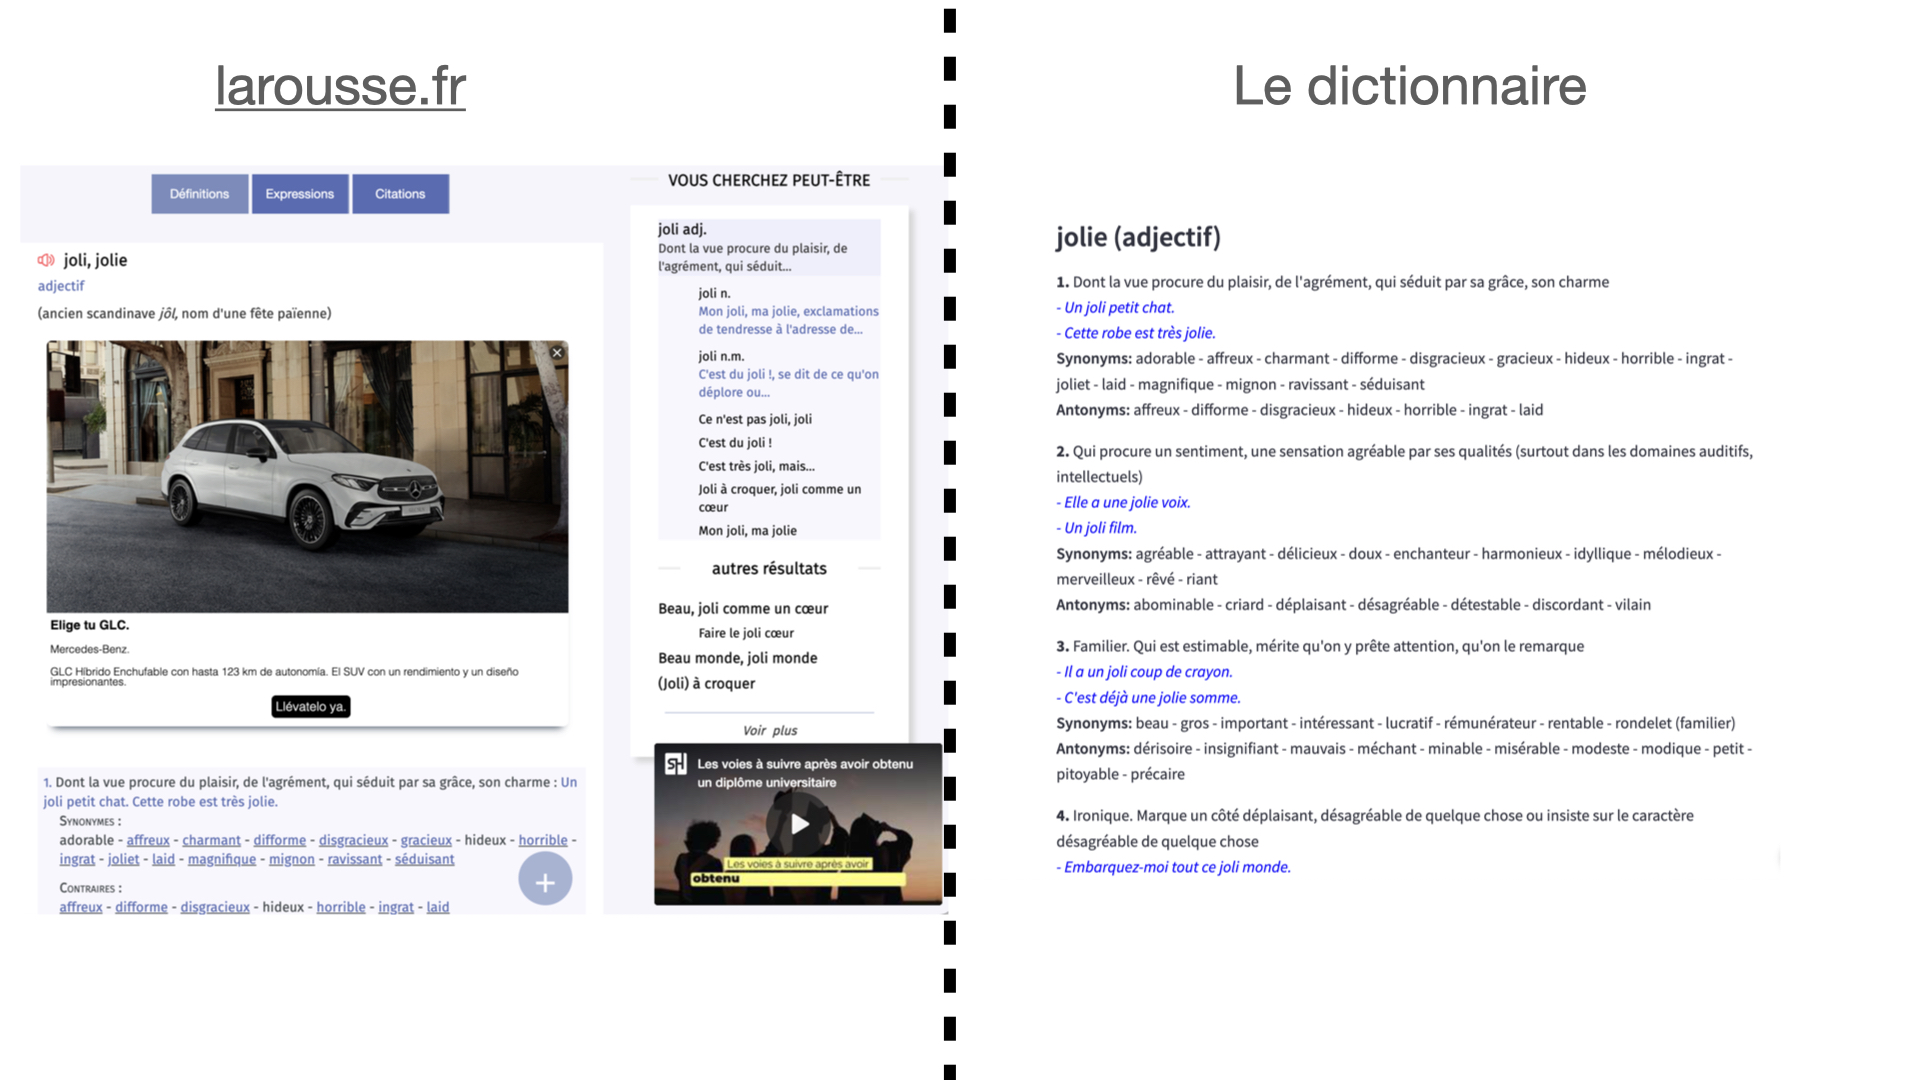 larousse.fr
Définitions
Expressions
Citations
joli, jolie
adjectif
(ancien scandinave jôl, nom d'une fête païenne)
Elige tu GLC.
Mercedes-Benz.
GLC Híbrido Enchufable con hasta 123 km de autonomía. El SUV con un rendimiento y un diseño
impresionantes.
Llévatelo ya.
1. Dont la vue procure du plaisir, de l'agrément, qui séduit par sa grâce, son charme : Un
joli petit chat. Cette robe est très jolie.
SYNONYMES :
adorable - affreux - charmant - difforme - disgracieux - gracieux - hideux - horrible -
ingrat - joliet - laid - magnifique - mignon - ravissant - séduisant
CONTRAIRES :
affreux - difforme - disgracieux - hideux - horrible - ingrat - laid
VOUS CHERCHEZ PEUT-ÊTRE
joli adj.
Dont la vue procure du plaisir, de
l'agrément, qui séduit...
joli n.
Mon joli, ma jolie, exclamations
de tendresse à l'adresse de...
joli n.m.
C'est du joli !, se dit de ce qu'on
déplore ou...
Ce n'est pas joli, joli
C'est du joli !
C'est très joli, mais...
Joli à croquer, joli comme un
cœur
Mon joli, ma jolie
autres résultats
Beau, joli comme un cœur
Faire le joli cœur
Beau monde, joli monde
(Joli) à croquer
Voir plus
SH
Les voies à suivre après avoir obtenu
un diplôme universitaire
Les voies à suivre après avoir
obtenu
Le dictionnaire
jolie (adjectif)
1. Dont la vue procure du plaisir, de l'agrément, qui séduit par sa grâce, son charme
- Un joli petit chat.
- Cette robe est très jolie.
Synonyms: adorable - affreux - charmant - difforme - disgracieux - gracieux - hideux - horrible - ingrat -
joliet - laid - magnifique - mignon - ravissant - séduisant
Antonyms: affreux - difforme - disgracieux - hideux - horrible - ingrat - laid
2. Qui procure un sentiment, une sensation agréable par ses qualités (surtout dans les domaines auditifs,
intellectuels)
- Elle a une jolie voix.
- Un joli film.
Synonyms: agréable - attrayant - délicieux - doux - enchanteur - harmonieux - idyllique - mélodieux -
merveilleux - rêvé - riant
Antonyms: abominable - criard - déplaisant - désagréable - détestable - discordant - vilain
3. Familier. Qui est estimable, mérite qu'on y prête attention, qu'on le remarque
- Il a un joli coup de crayon.
- C'est déjà une jolie somme.
Synonyms: beau - gros - important - intéressant - lucratif - rémunérateur - rentable - rondelet (familier)
Antonyms: dérisoire - insignifiant - mauvais - méchant - minable - misérable - modeste - modique - petit -
pitoyable - précaire
4. Ironique. Marque un côté déplaisant, désagréable de quelque chose ou insiste sur le caractère
désagréable de quelque chose
- Embarquez-moi tout ce joli monde.